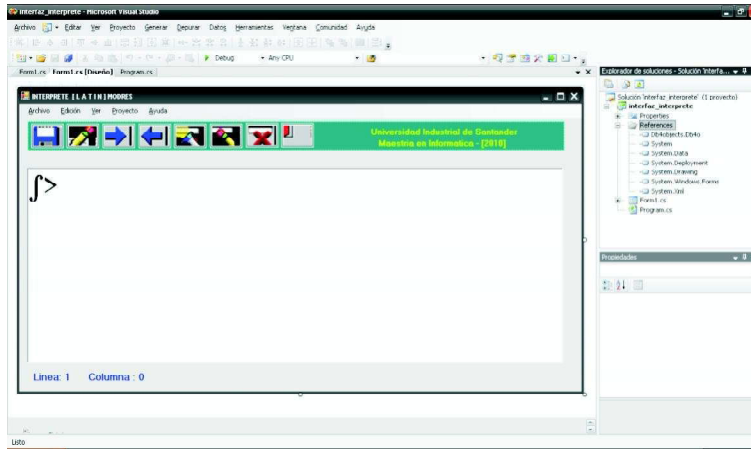 interfaz_interprete - Microsoft Visual Studio
Archivo Editar Ver Proyecto Generar Depurar Datos Herramientas Ventana Comunidad Ayuda
Debug Any CPU
Form1.cs Form1.cs [Diseño] Program.cs
INTERPRETE [ L A T I N ] MODRES
Archivo Edición Ver Proyecto Ayuda
Universidad Industrial de Santander
Maestria en Informatica - [2010]
∫>
Linea: 1 Columna : 0
Explorador de soluciones - Solución 'interfa...
Solución 'interfaz_interprete' (1 proyecto)
interfaz_interprete
Properties
References
Db4objects.Db4o
System
System.Data
System.Deployment
System.Drawing
System.Windows.Forms
System.Xml
Form1.cs
Program.cs
Propiedades
Listo